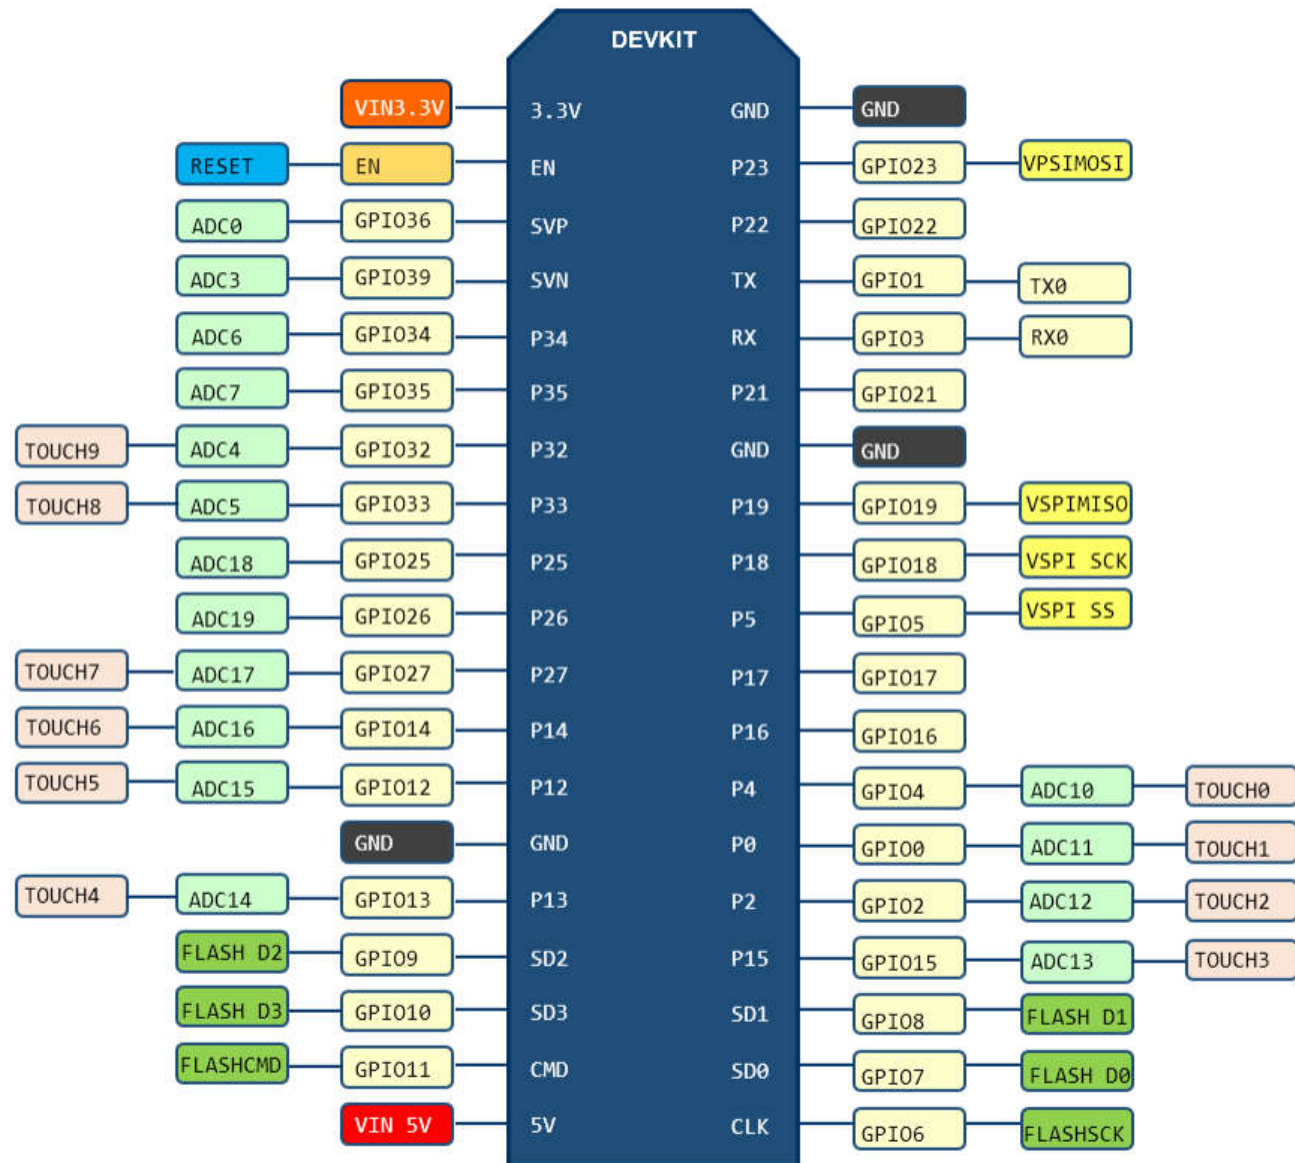 DEVKIT
VIN3.3V 3.3V GND GND
RESET EN EN P23 GPIO23 VPSIMOSI
ADC0 GPIO36 SVP P22 GPIO22
ADC3 GPIO39 SVN TX GPIO1 TX0
ADC6 GPIO34 P34 RX GPIO3 RX0
ADC7 GPIO35 P35 P21 GPIO21
TOUCH9 ADC4 GPIO32 P32 GND GND
TOUCH8 ADC5 GPIO33 P33 P19 GPIO19 VSPIMISO
ADC18 GPIO25 P25 P18 GPIO18 VSPI SCK
ADC19 GPIO26 P26 P5 GPIO5 VSPI SS
TOUCH7 ADC17 GPIO27 P27 P17 GPIO17
TOUCH6 ADC16 GPIO14 P14 P16 GPIO16
TOUCH5 ADC15 GPIO12 P12 P4 GPIO4 ADC10 TOUCH0
GND GND P0 GPIO0 ADC11 TOUCH1
TOUCH4 ADC14 GPIO13 P13 P2 GPIO2 ADC12 TOUCH2
FLASH D2 GPIO9 SD2 P15 GPIO15 ADC13 TOUCH3
FLASH D3 GPIO10 SD3 SD1 GPIO8 FLASH D1
FLASHCMD GPIO11 CMD SD0 GPIO7 FLASH D0
VIN 5V 5V CLK GPIO6 FLASHSCK